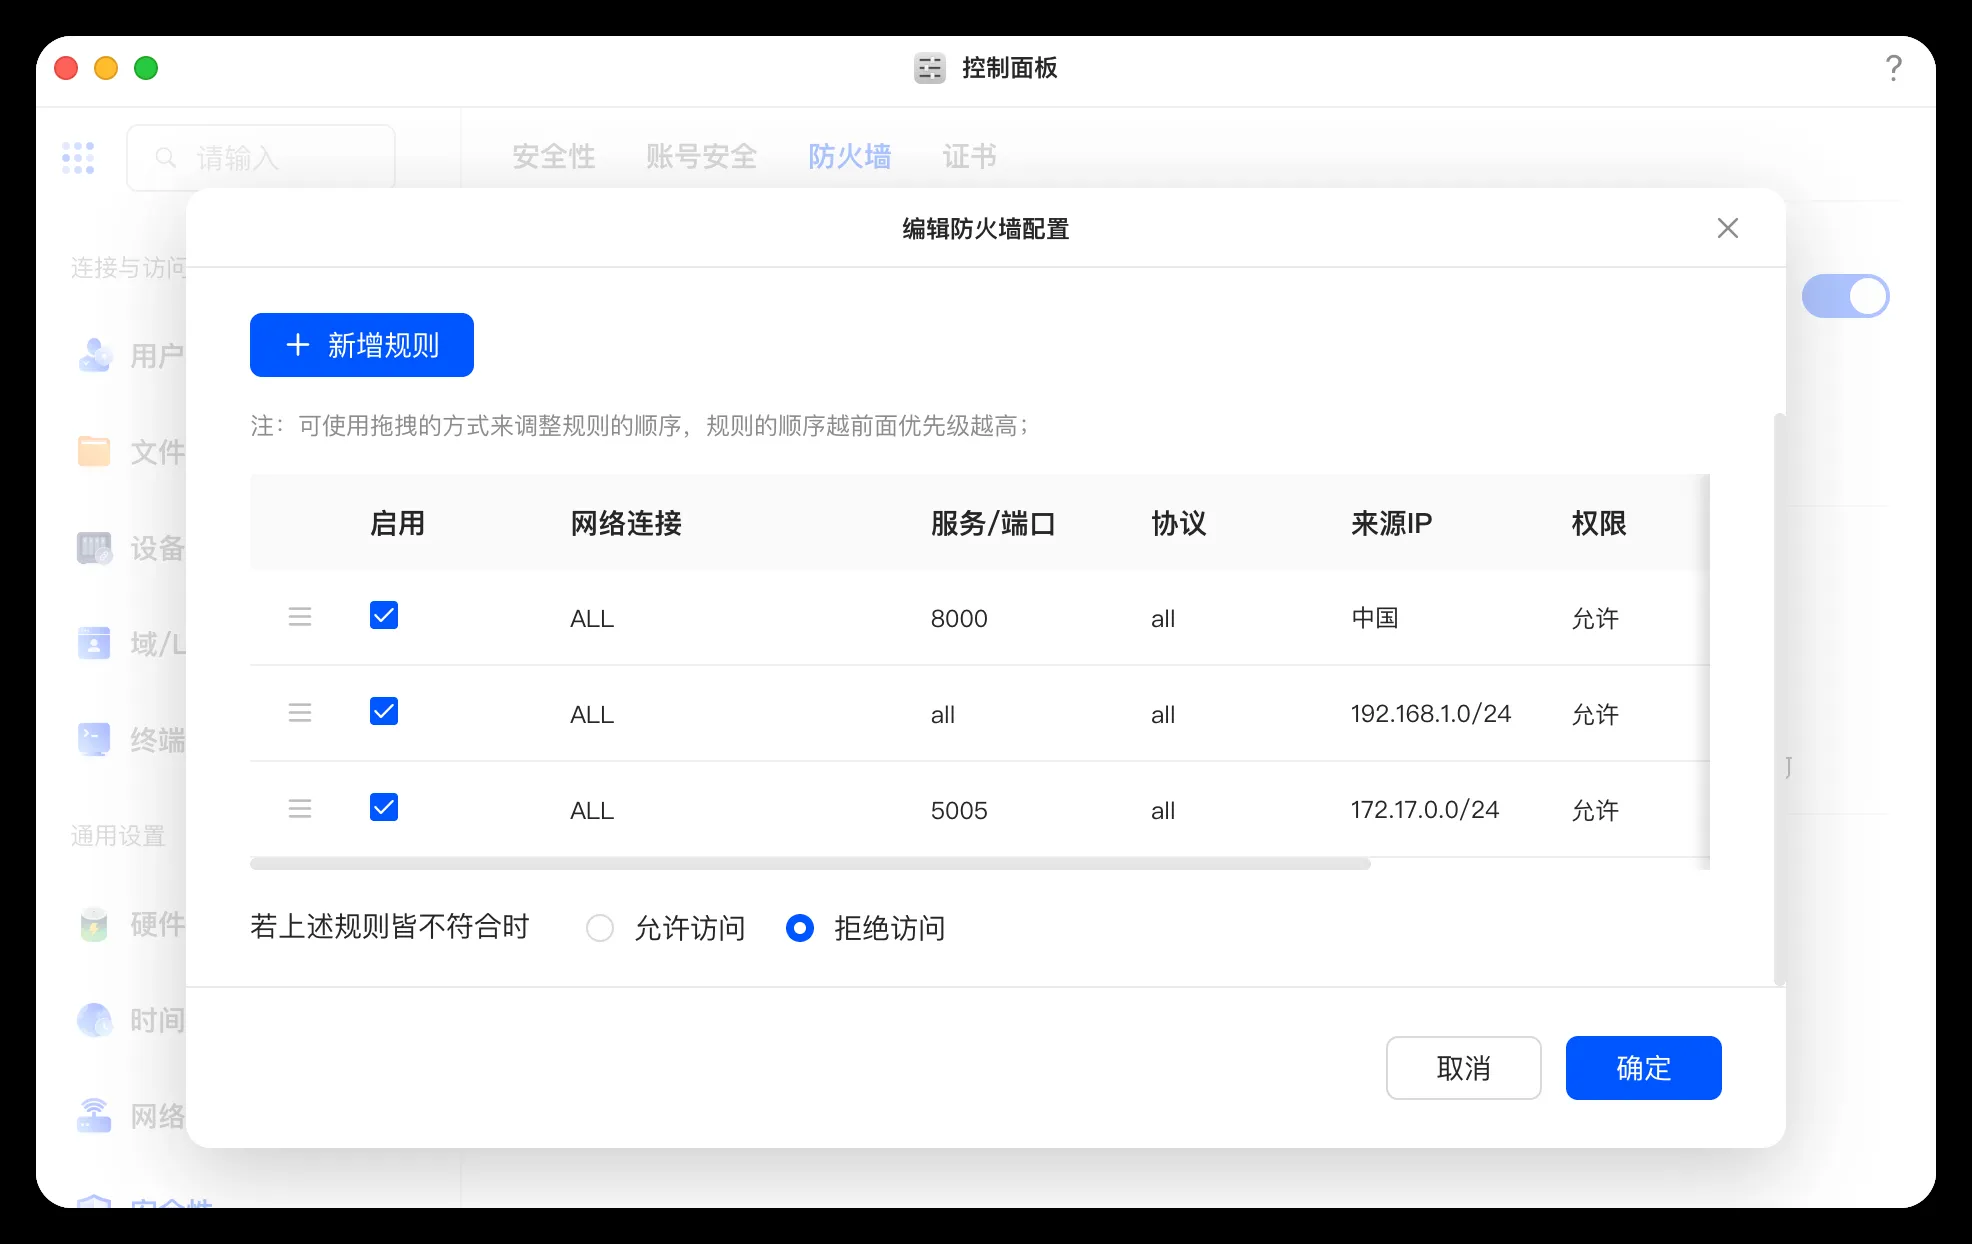 控制面板
?
请输入
安全性 账号安全 防火墙 证书
编辑防火墙配置
连接与访问
新增规则
用户
注：可使用拖拽的方式来调整规则的顺序，规则的顺序越前面优先级越高；
文件
启用 网络连接 服务/端口 协议 来源IP 权限
设备
ALL 8000 all 中国 允许
域/L
ALL all all 192.168.1.0/24 允许
终端
ALL 5005 all 172.17.0.0/24 允许
通用设置
若上述规则皆不符合时 允许访问 拒绝访问
硬件
时间
取消 确定
网络
安全性